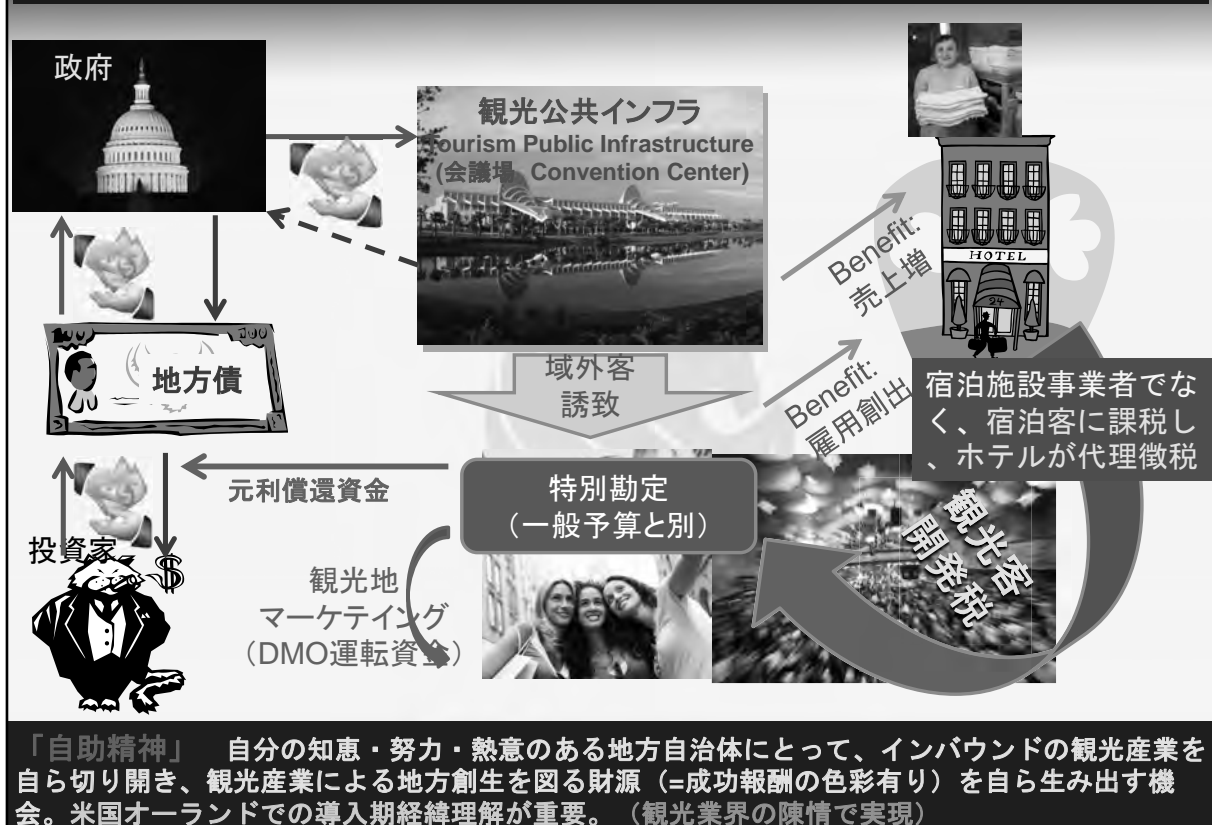 政府
観光公共インフラ
Tourism Public Infrastructure
(会議場 Convention Center)
Benefit:
売上増
HOTEL
24
地方債
域外客
誘致
Benefit:
雇用創出
宿泊施設事業者でな
く、宿泊客に課税し
、ホテルが代理徴税
元利償還資金
特別勘定
（一般予算と別）
観光客
開発税
投資家
$
観光地
マーケテイング
（DMO運転資金）
「自助精神」 自分の知恵・努力・熱意のある地方自治体にとって、インバウンドの観光産業を
自ら切り開き、観光産業による地方創生を図る財源（=成功報酬の色彩有り）を自ら生み出す機
会。米国オーランドでの導入期経緯理解が重要。（観光業界の陳情で実現）